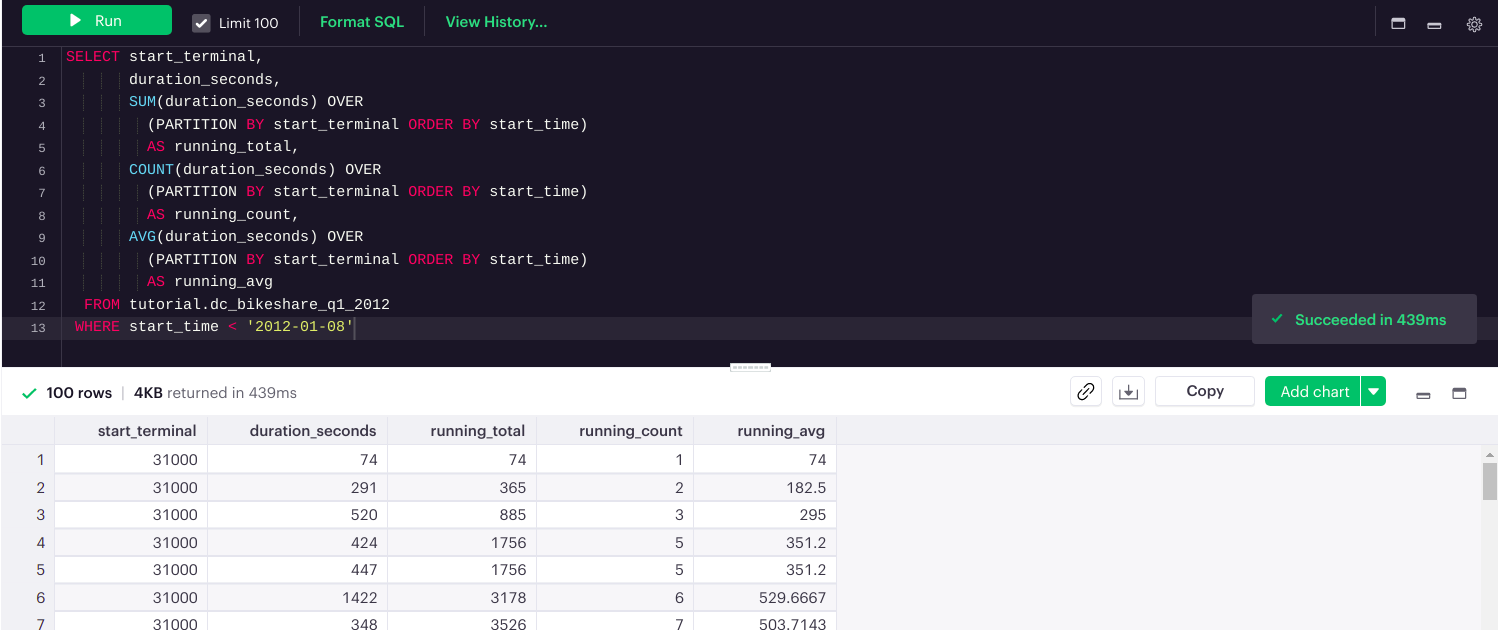 Run Limit 100 Format SQL View History...
1 SELECT start_terminal,
2 duration_seconds,
3 SUM(duration_seconds) OVER
4 (PARTITION BY start_terminal ORDER BY start_time)
5 AS running_total,
6 COUNT(duration_seconds) OVER
7 (PARTITION BY start_terminal ORDER BY start_time)
8 AS running_count,
9 AVG(duration_seconds) OVER
10 (PARTITION BY start_terminal ORDER BY start_time)
11 AS running_avg
12 FROM tutorial.dc_bikeshare_q1_2012
13 WHERE start_time < '2012-01-08'
Succeeded in 439ms
100 rows | 4KB returned in 439ms Copy Add chart
start_terminal duration_seconds running_total running_count running_avg
1 31000 74 74 1 74
2 31000 291 365 2 182.5
3 31000 520 885 3 295
4 31000 424 1756 5 351.2
5 31000 447 1756 5 351.2
6 31000 1422 3178 6 529.6667
7 31000 348 3526 7 503.7143